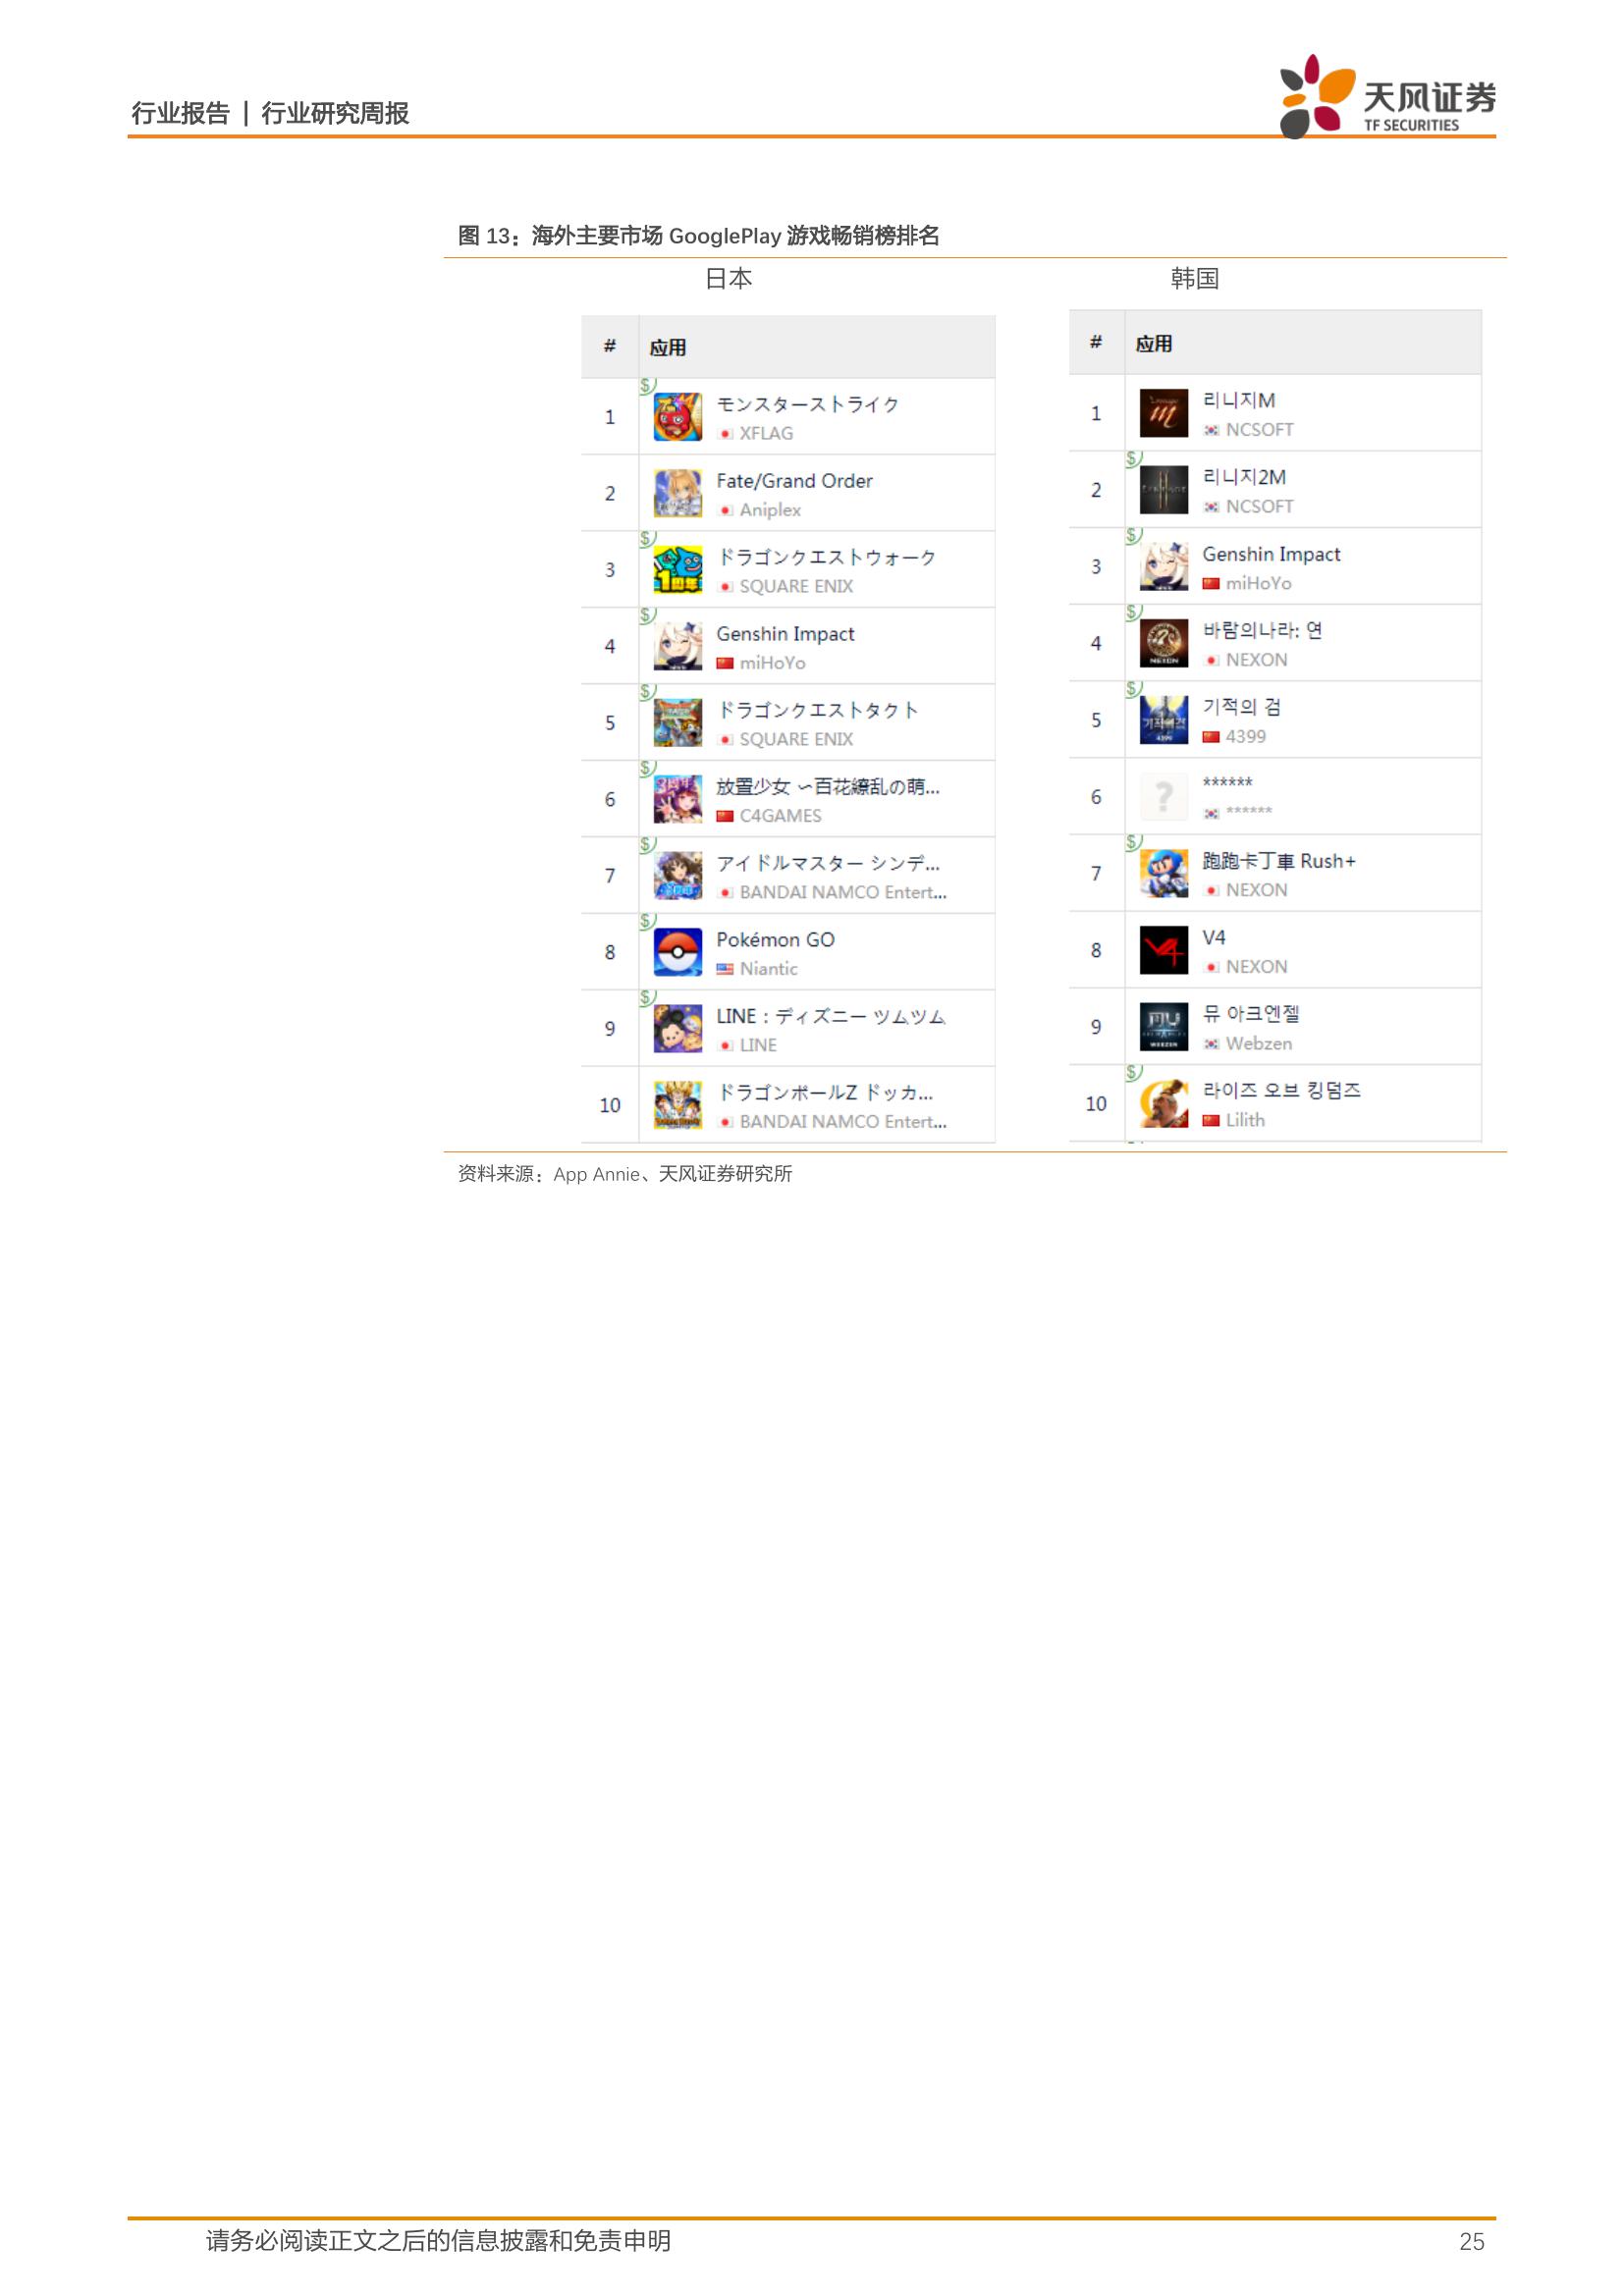 行业报告 | 行业研究周报
天风证券
TF SECURITIES
图 13：海外主要市场 GooglePlay 游戏畅销榜排名
日本
# 应用
1 モンスターストライク
XFLAG
2 Fate/Grand Order
Aniplex
3 ドラゴンクエストウォーク
SQUARE ENIX
4 Genshin Impact
miHoYo
5 ドラゴンクエストタクト
SQUARE ENIX
6 放置少女 ~百花繚乱の萌...
C4GAMES
7 アイドルマスター シンデ...
BANDAI NAMCO Entert...
8 Pokémon GO
Niantic
9 LINE：ディズニー ツムツム
LINE
10 ドラゴンボールZ ドッカ...
BANDAI NAMCO Entert...
韩国
# 应用
1 리니지M
NCSOFT
2 리니지2M
NCSOFT
3 Genshin Impact
miHoYo
4 바람의나라: 연
NEXON
5 기적의 검
4399
6 ******
******
7 跑跑卡丁車 Rush+
NEXON
8 V4
NEXON
9 뮤 아크엔젤
Webzen
10 라이즈 오브 킹덤즈
Lilith
资料来源：App Annie、天风证券研究所
请务必阅读正文之后的信息披露和免责申明
25